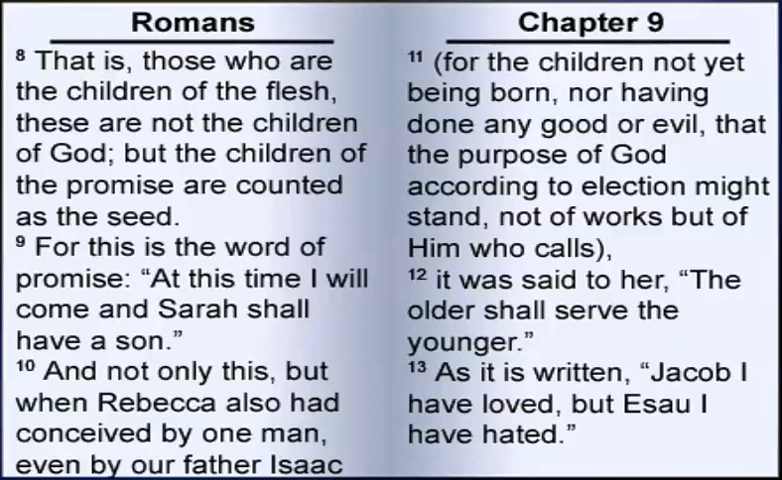 Romans
⁸ That is, those who are
the children of the flesh,
these are not the children
of God; but the children of
the promise are counted
as the seed.
⁹ For this is the word of
promise: “At this time I will
come and Sarah shall
have a son.”
¹⁰ And not only this, but
when Rebecca also had
conceived by one man,
even by our father Isaac
Chapter 9
¹¹ (for the children not yet
being born, nor having
done any good or evil, that
the purpose of God
according to election might
stand, not of works but of
Him who calls),
¹² it was said to her, “The
older shall serve the
younger.”
¹³ As it is written, “Jacob I
have loved, but Esau I
have hated.”